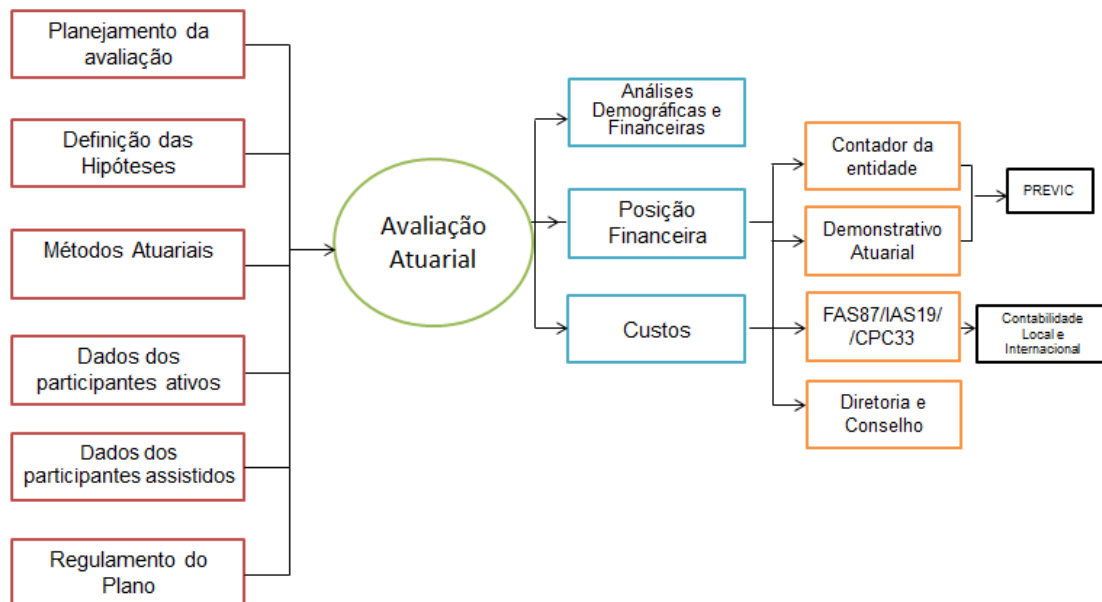 Planejamento da
avaliação
Definição das
Hipóteses
Métodos Atuariais
Dados dos
participantes ativos
Dados dos
participantes assistidos
Regulamento do
Plano
Avaliação
Atuarial
Análises
Demográficas e
Financeiras
Posição
Financeira
Custos
Contador da
entidade
Demonstrativo
Atuarial
FAS87/IAS19/
/CPC33
Diretoria e
Conselho
PREVIC
Contabilidade
Local e
Internacional